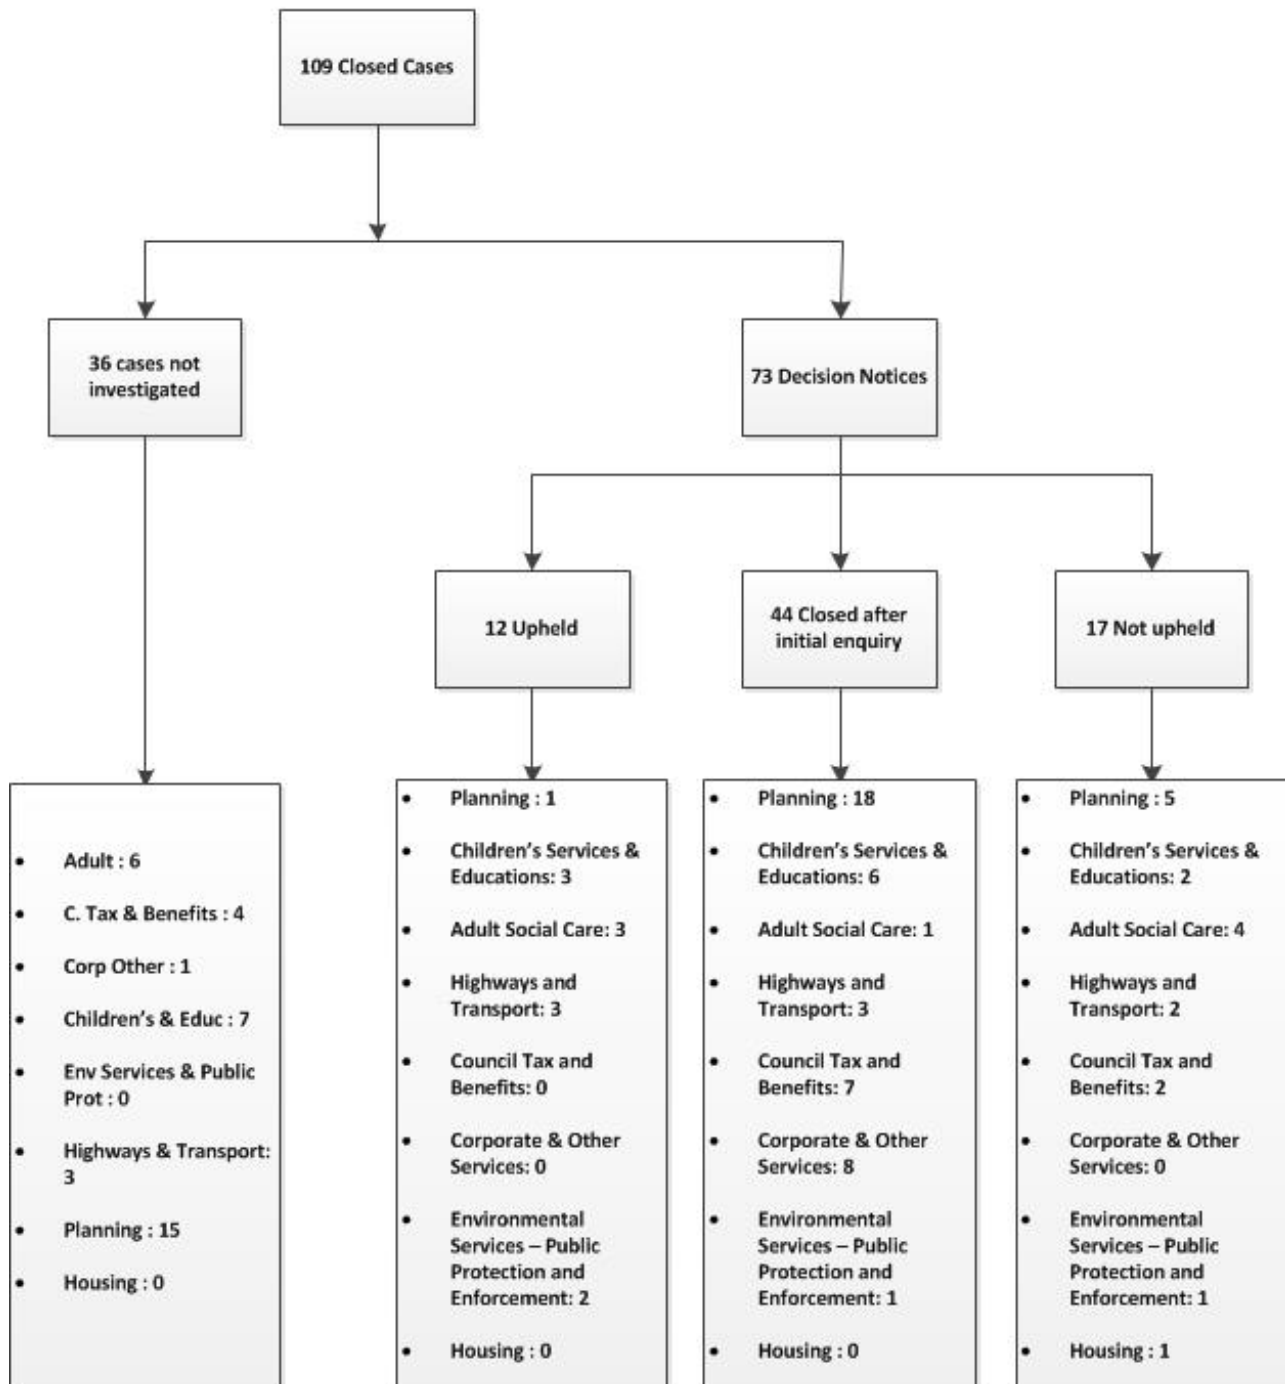 109 Closed Cases
36 cases not
investigated
73 Decision Notices
12 Upheld
44 Closed after
initial enquiry
17 Not upheld
• Adult : 6
• C. Tax & Benefits : 4
• Corp Other : 1
• Children's & Educ : 7
• Env Services & Public
Prot : 0
• Highways & Transport:
3
• Planning : 15
• Housing : 0
• Planning : 1
• Children's Services &
Educations: 3
• Adult Social Care: 3
• Highways and
Transport: 3
• Council Tax and
Benefits: 0
• Corporate & Other
Services: 0
• Environmental
Services – Public
Protection and
Enforcement: 2
• Housing : 0
• Planning : 18
• Children's Services &
Educations: 6
• Adult Social Care: 1
• Highways and
Transport: 3
• Council Tax and
Benefits: 7
• Corporate & Other
Services: 8
• Environmental
Services – Public
Protection and
Enforcement: 1
• Housing : 0
• Planning : 5
• Children's Services &
Educations: 2
• Adult Social Care: 4
• Highways and
Transport: 2
• Council Tax and
Benefits: 2
• Corporate & Other
Services: 0
• Environmental
Services – Public
Protection and
Enforcement: 1
• Housing : 1